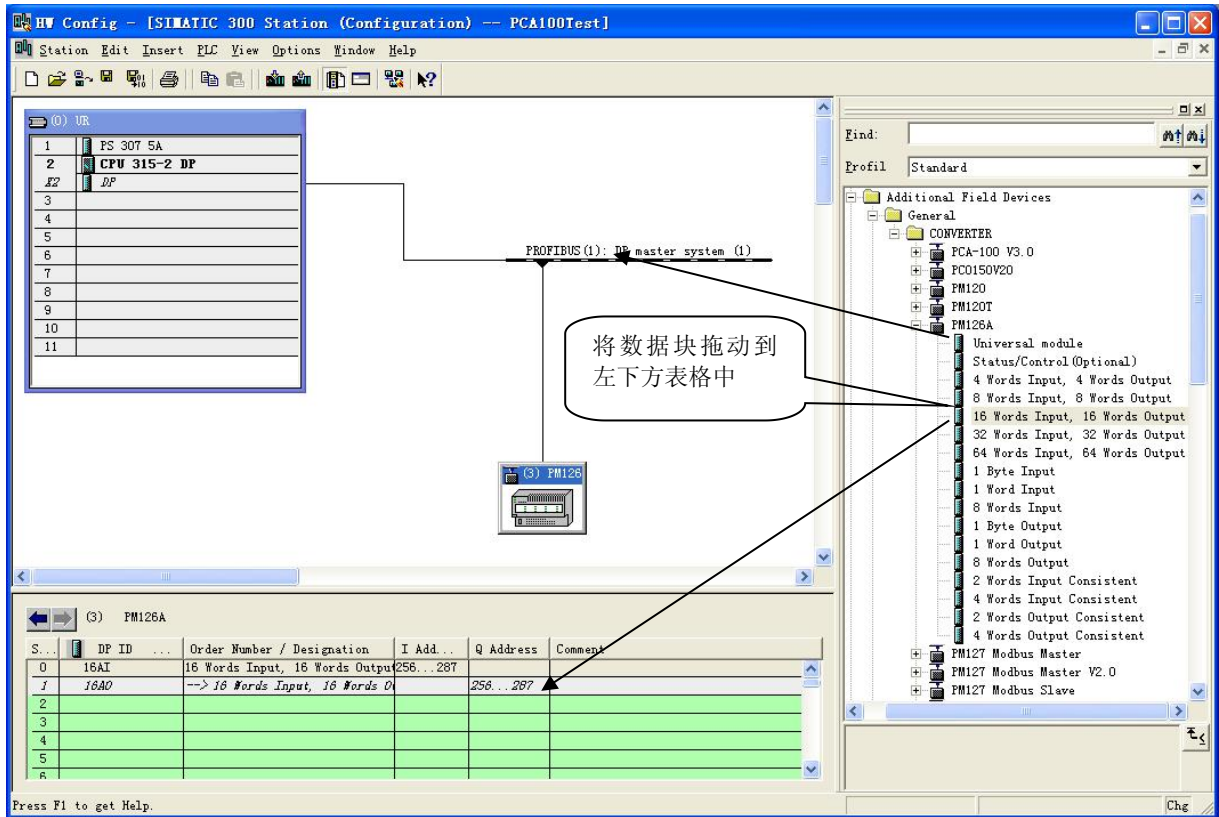 HW Config - [SIMATIC 300 Station (Configuration) -- PCA100Test]
Station Edit Insert PLC View Options Window Help
(0) UR
1 PS 307 5A
2 CPU 315-2 DP
X2 DP
3
4
5
6
7
8
9
10
11
PROFIBUS(1): DP master system (1)
将数据块拖动到
左下方表格中
(3) PM126
Find:
Profil Standard
Additional Field Devices
General
CONVERTER
PCA-100 V3.0
PCO150V20
PM120
PM120T
PM126A
Universal module
Status/Control(Optional)
4 Words Input, 4 Words Output
8 Words Input, 8 Words Output
16 Words Input, 16 Words Output
32 Words Input, 32 Words Output
64 Words Input, 64 Words Output
1 Byte Input
1 Word Input
8 Words Input
1 Byte Output
1 Word Output
8 Words Output
2 Words Input Consistent
4 Words Input Consistent
2 Words Output Consistent
4 Words Output Consistent
PM127 Modbus Master
PM127 Modbus Master V2.0
PM127 Modbus Slave
(3) PM126A
S... DP ID ... Order Number / Designation I Add... Q Address Comment
0 16AI 16 Words Input, 16 Words Outpu 256...287
1 16AO --> 16 Words Input, 16 Words O 256...287
2
3
4
5
6
Press F1 to get Help.
Chg